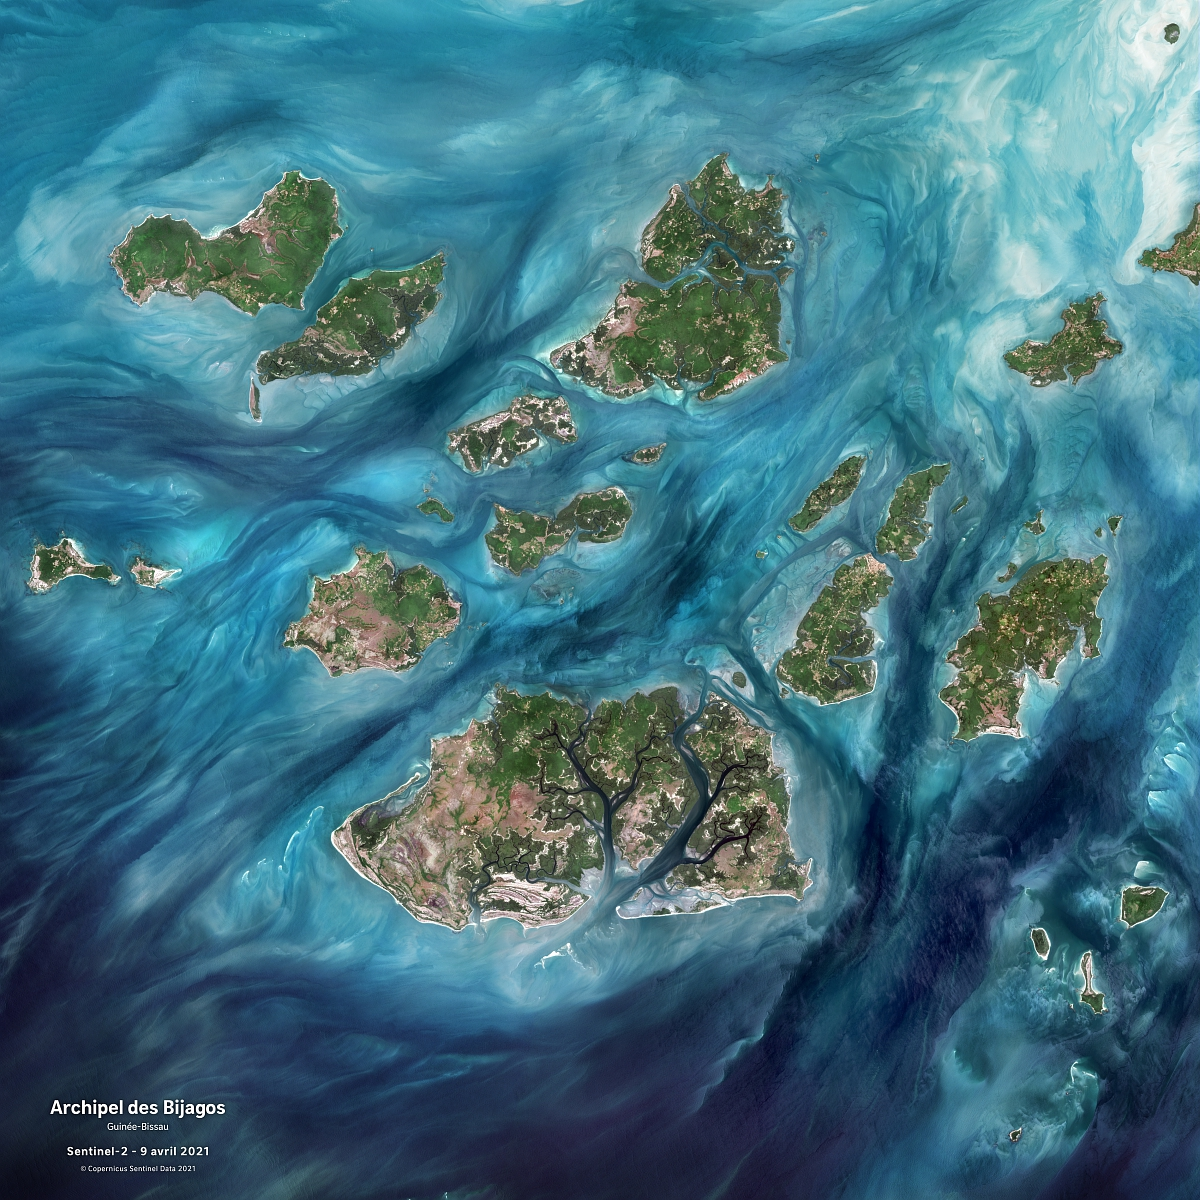 Archipel des Bijagos
Guinée-Bissau
Sentinel-2 - 9 avril 2021
© Copernicus Sentinel Data 2021